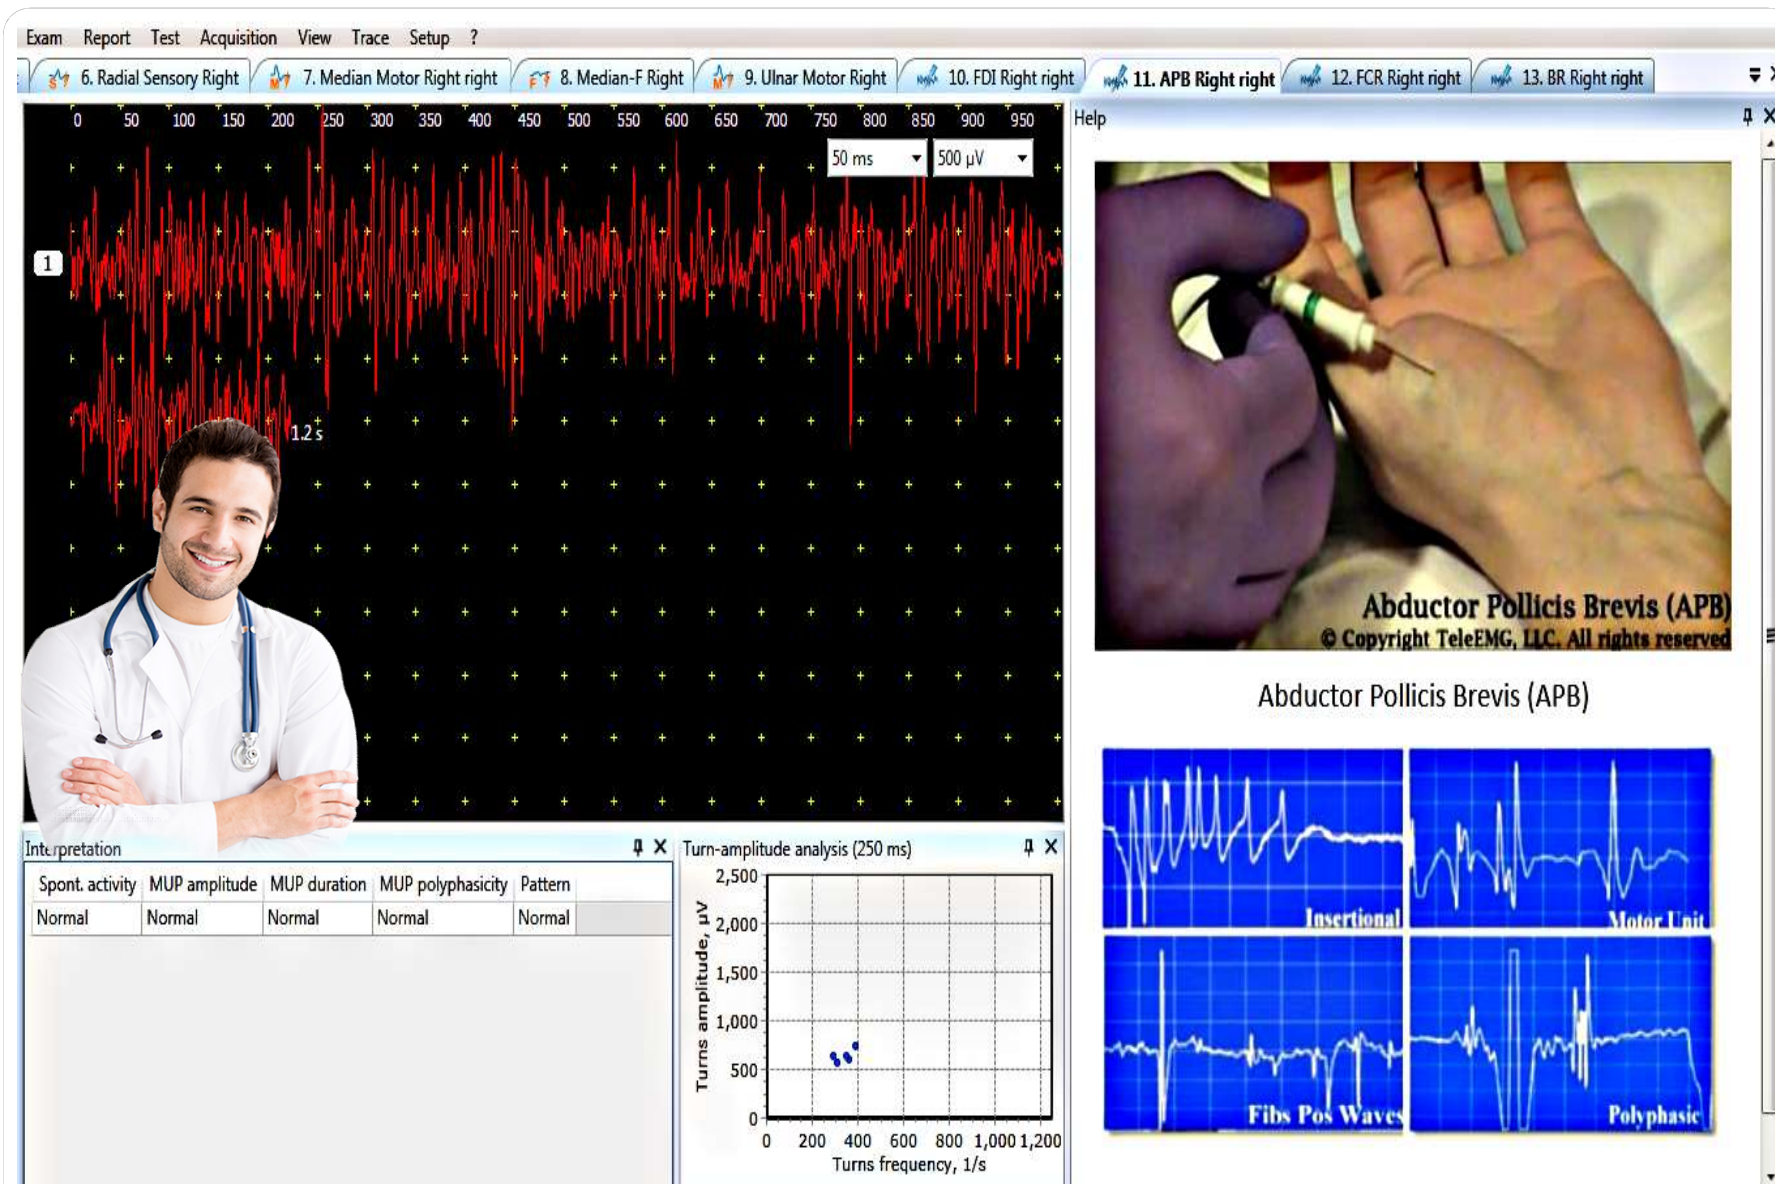 Exam Report Test Acquisition View Trace Setup ?
6. Radial Sensory Right 7. Median Motor Right right 8. Median-F Right 9. Ulnar Motor Right 10. FDI Right right 11. APB Right right 12. FCR Right right 13. BR Right right
0 50 100 150 200 250 300 350 400 450 500 550 600 650 700 750 800 850 900 950
50 ms 500 µV
1
1.2 s
Help
Abductor Pollicis Brevis (APB)
© Copyright TeleEMG, LLC. All rights reserved
Abductor Pollicis Brevis (APB)
Insertional
Motor Unit
Fibs Pos Waves
Polyphasic
Interpretation
Spont. activity MUP amplitude MUP duration MUP polyphasicity Pattern
Normal Normal Normal Normal Normal
Turn-amplitude analysis (250 ms)
Turns amplitude, µV
2,500
2,000
1,500
1,000
500
0
0 200 400 600 800 1,000 1,200
Turns frequency, 1/s